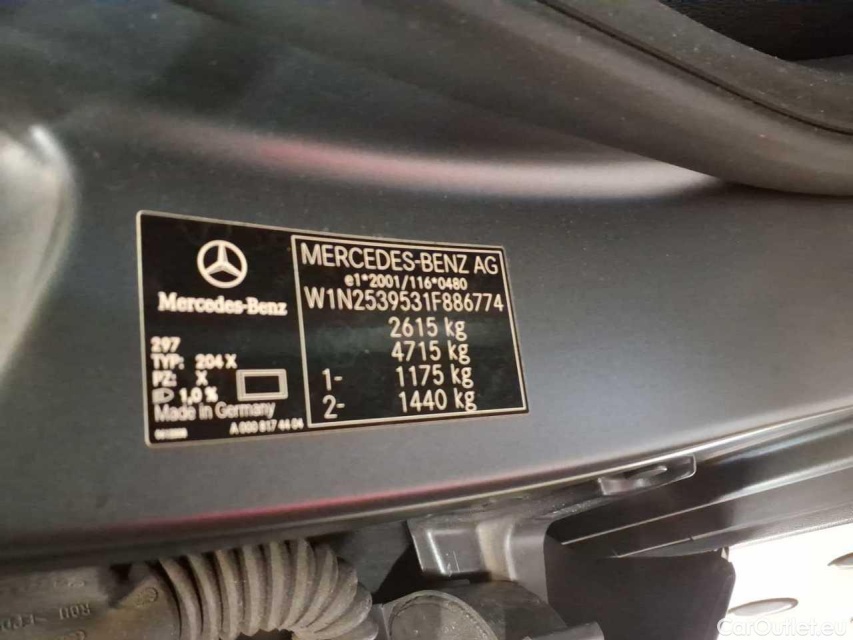 Mercedes-Benz
297
TYP: 204 X
PZ: X
1,0 %
Made in Germany
A 000 817 44 04
MERCEDES-BENZ AG
e1*2001/116*0480
W1N2539531F886774
2615 kg
4715 kg
1- 1175 kg
2- 1440 kg
CarOutlet.eu